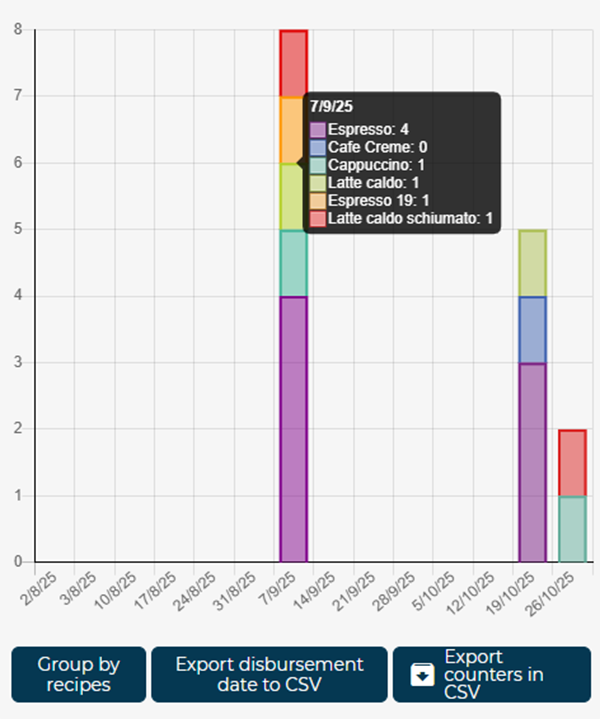 8
7
7/9/25
Espresso: 4
Cafe Creme: 0
Cappuccino: 1
Latte caldo: 1
Espresso 19: 1
Latte caldo schiumato: 1
6
5
4
3
2
1
0
2/8/25
3/8/25
10/8/25
17/8/25
24/8/25
31/8/25
7/9/25
14/9/25
21/9/25
28/9/25
5/10/25
12/10/25
19/10/25
26/10/25
Group by
recipes
Export disbursement
date to CSV
Export
counters in
CSV